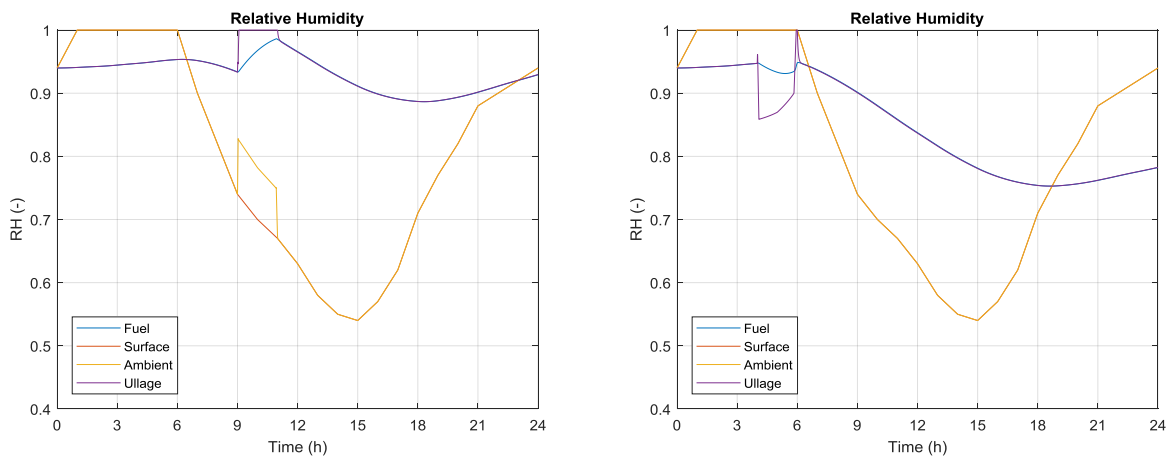 Relative Humidity
RH (-)
1
0.9
0.8
0.7
0.6
0.5
0.4
Fuel
Surface
Ambient
Ullage
0 3 6 9 12 15 18 21 24
Time (h)
Relative Humidity
RH (-)
1
0.9
0.8
0.7
0.6
0.5
0.4
Fuel
Surface
Ambient
Ullage
0 3 6 9 12 15 18 21 24
Time (h)